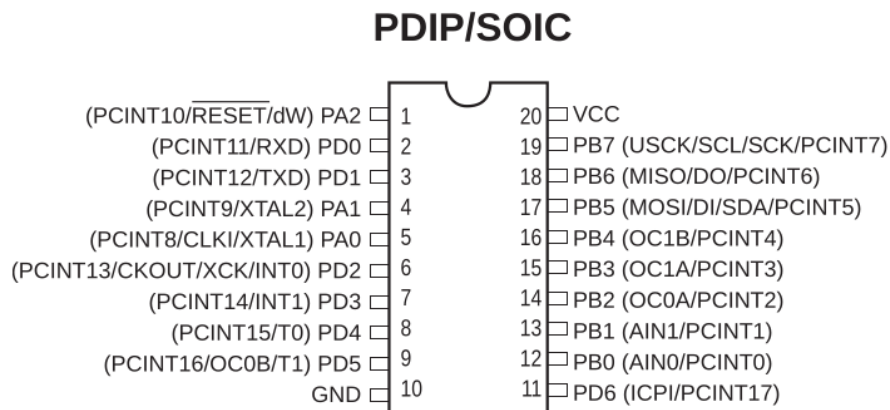 PDIP/SOIC
(PCINT10/RESET/dW) PA2 1 20 VCC
(PCINT11/RXD) PD0 2 19 PB7 (USCK/SCL/SCK/PCINT7)
(PCINT12/TXD) PD1 3 18 PB6 (MISO/DO/PCINT6)
(PCINT9/XTAL2) PA1 4 17 PB5 (MOSI/DI/SDA/PCINT5)
(PCINT8/CLKI/XTAL1) PA0 5 16 PB4 (OC1B/PCINT4)
(PCINT13/CKOUT/XCK/INT0) PD2 6 15 PB3 (OC1A/PCINT3)
(PCINT14/INT1) PD3 7 14 PB2 (OC0A/PCINT2)
(PCINT15/T0) PD4 8 13 PB1 (AIN1/PCINT1)
(PCINT16/OC0B/T1) PD5 9 12 PB0 (AIN0/PCINT0)
GND 10 11 PD6 (ICPI/PCINT17)